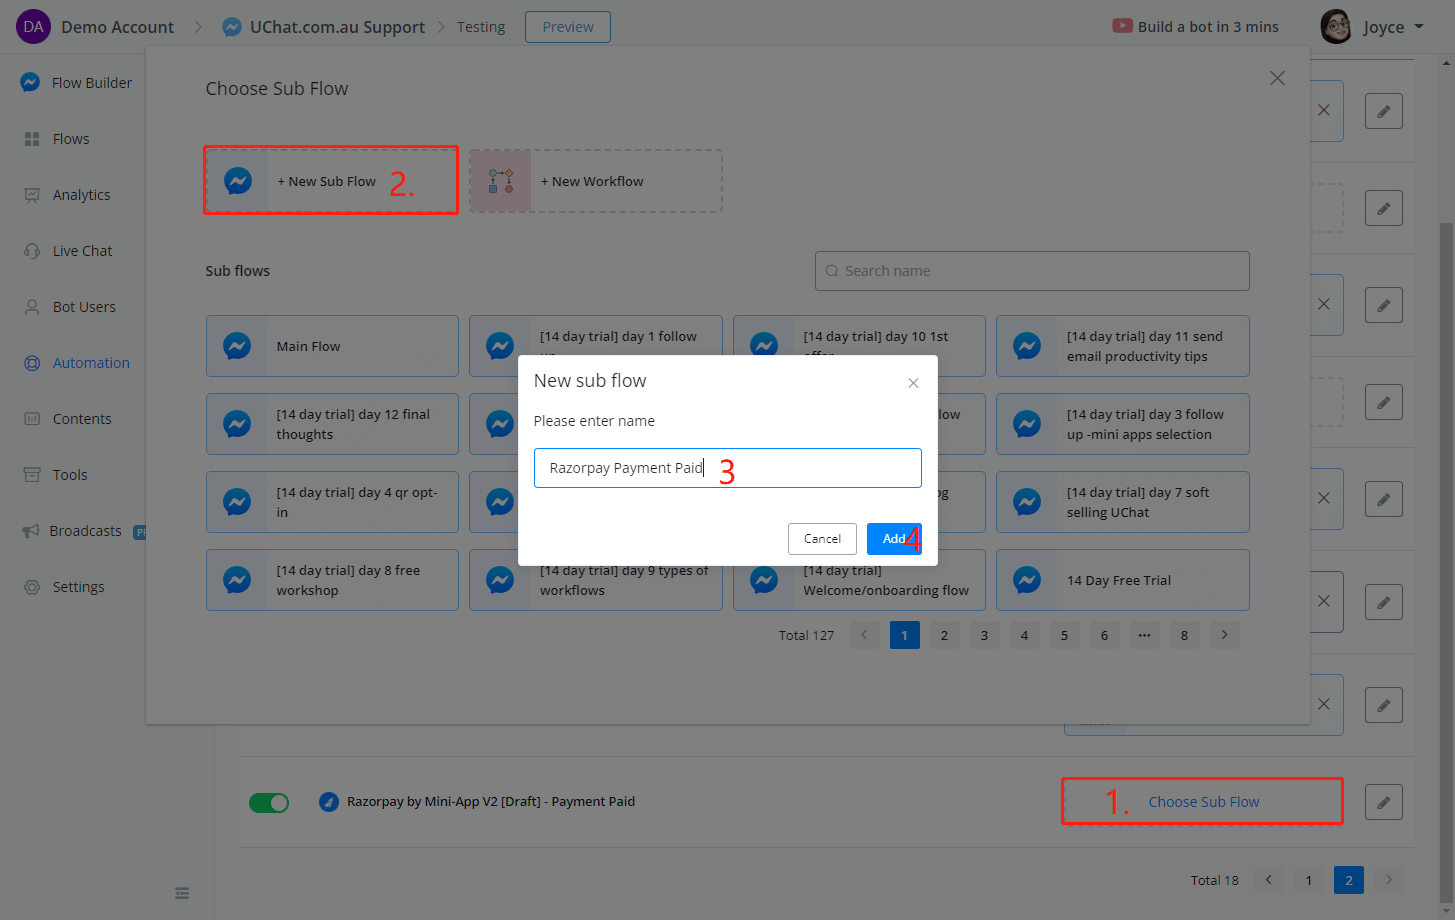 DA Demo Account > UChat.com.au Support > Testing Preview
Build a bot in 3 mins Joyce
Flow Builder
Flows
Analytics
Live Chat
Bot Users
Automation
Contents
Tools
Broadcasts
Settings
Choose Sub Flow
+ New Sub Flow 2.
+ New Workflow
Sub flows
Search name
Main Flow
[14 day trial] day 1 follow
[14 day trial] day 10 1st
[14 day trial] day 11 send
email productivity tips
[14 day trial] day 12 final
thoughts
[14 day trial] day 3 follow
up -mini apps selection
[14 day trial] day 4 qr opt-
in
[14 day trial] day 7 soft
selling UChat
[14 day trial] day 8 free
workshop
[14 day trial] day 9 types of
workflows
[14 day trial]
Welcome/onboarding flow
14 Day Free Trial
New sub flow
Please enter name
Razorpay Payment Paid 3
Cancel
Add 4
Total 127 < 1 2 3 4 5 6 ••• 8 >
Razorpay by Mini-App V2 [Draft] - Payment Paid
1. Choose Sub Flow
Total 18 < 1 2 >